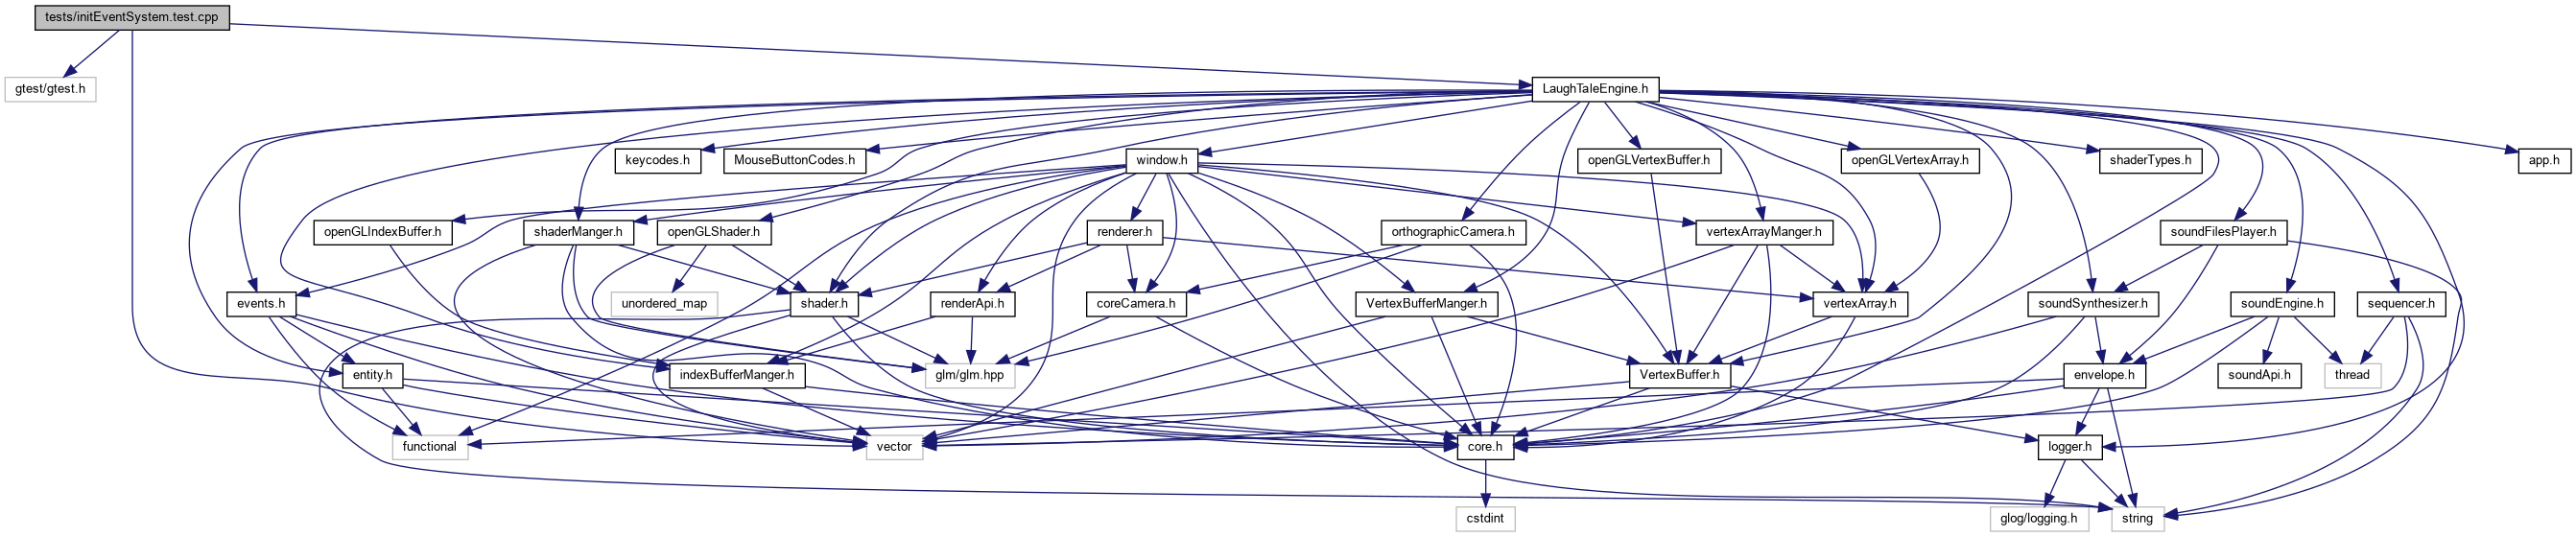 tests/initEventSystem.test.cpp
gtest/gtest.h
LaughTaleEngine.h
keycodes.h
MouseButtonCodes.h
window.h
openGLVertexBuffer.h
openGLVertexArray.h
shaderTypes.h
app.h
openGLIndexBuffer.h
shaderManger.h
openGLShader.h
renderer.h
orthographicCamera.h
vertexArrayManger.h
soundFilesPlayer.h
events.h
unordered_map
shader.h
renderApi.h
coreCamera.h
VertexBufferManger.h
vertexArray.h
soundSynthesizer.h
soundEngine.h
sequencer.h
entity.h
indexBufferManger.h
glm/glm.hpp
VertexBuffer.h
envelope.h
soundApi.h
thread
functional
vector
core.h
logger.h
cstdint
glog/logging.h
string